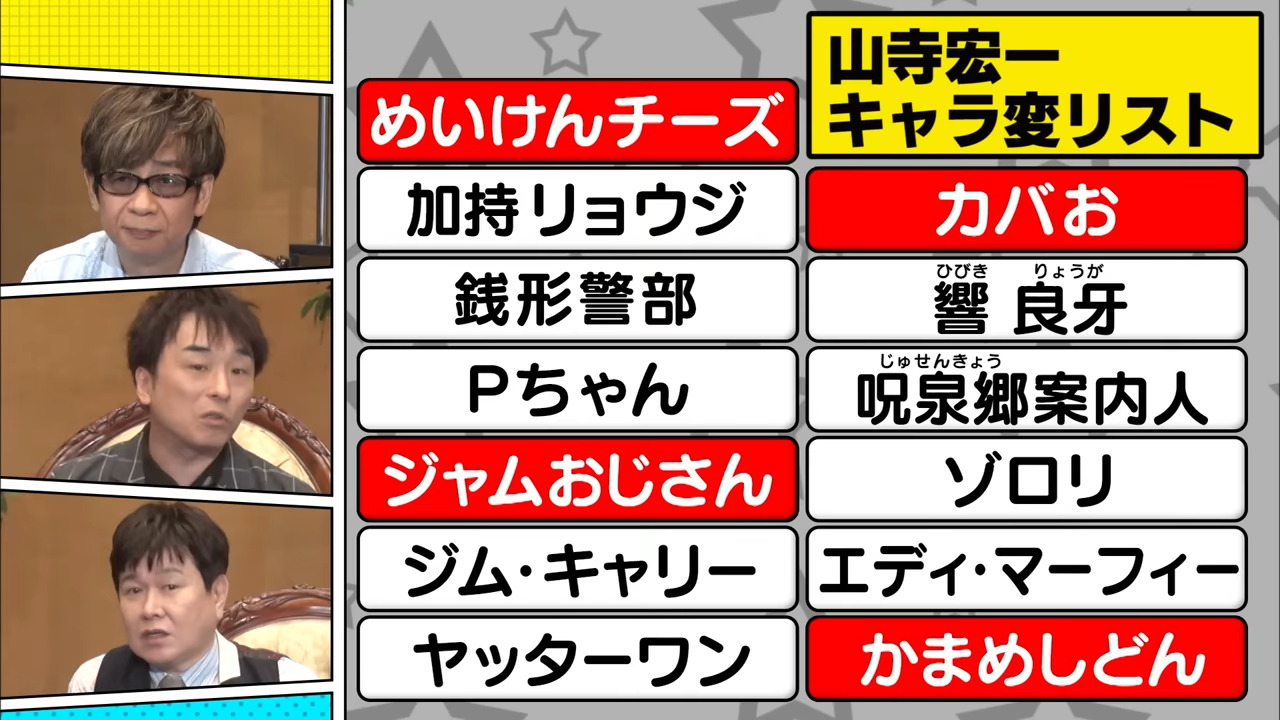 山寺宏一
キャラ変リスト
めいけんチーズ
加持リョウジ
銭形警部
Pちゃん
ジャムおじさん
ジム・キャリー
ヤッターワン
カバお
ひびき りょうが
響 良牙
じゅせんきょう
呪泉郷案内人
ゾロリ
エディ・マーフィー
かまめしどん